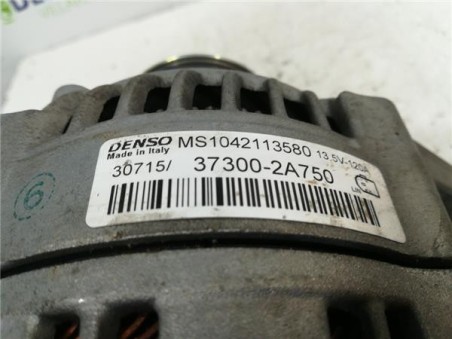 DENSO MS1042113580 13.5V-120A
Made in Italy
30715/ 37300-2A750
6